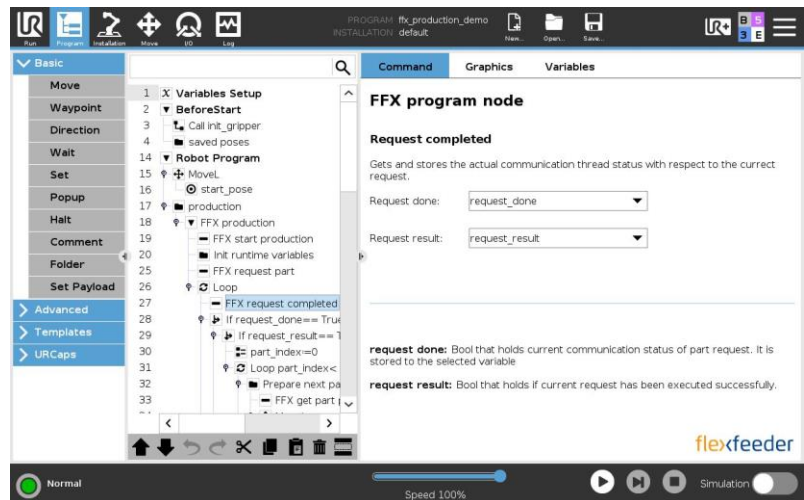 PROGRAM ffx_production_demo
INSTALLATION default
Run Program Installation Move I/O Log
New... Open... Save...
UR+
B 5
3 E
Basic
Move
Waypoint
Direction
Wait
Set
Popup
Halt
Comment
Folder
Set Payload
Advanced
Templates
URCaps
1 X Variables Setup
2 BeforeStart
3 Call init_gripper
4 saved poses
14 Robot Program
15 MoveL
16 start_pose
17 production
18 FFX production
19 FFX start production
20 Init runtime variables
25 FFX request part
26 Loop
27 FFX request completed
28 If request_done== True
29 If request_result== T
30 part_index:=0
31 Loop part_index<
32 Prepare next pa
33 FFX get part
Command Graphics Variables
FFX program node
Request completed
Gets and stores the actual communication thread status with respect to the currect
request.
Request done: request_done
Request result: request_result
request done: Bool that holds current communication status of part request. It is
stored to the selected variable
request result: Bool that holds if current request has been executed successfully.
flexfeeder
Normal
Speed 100%
Simulation